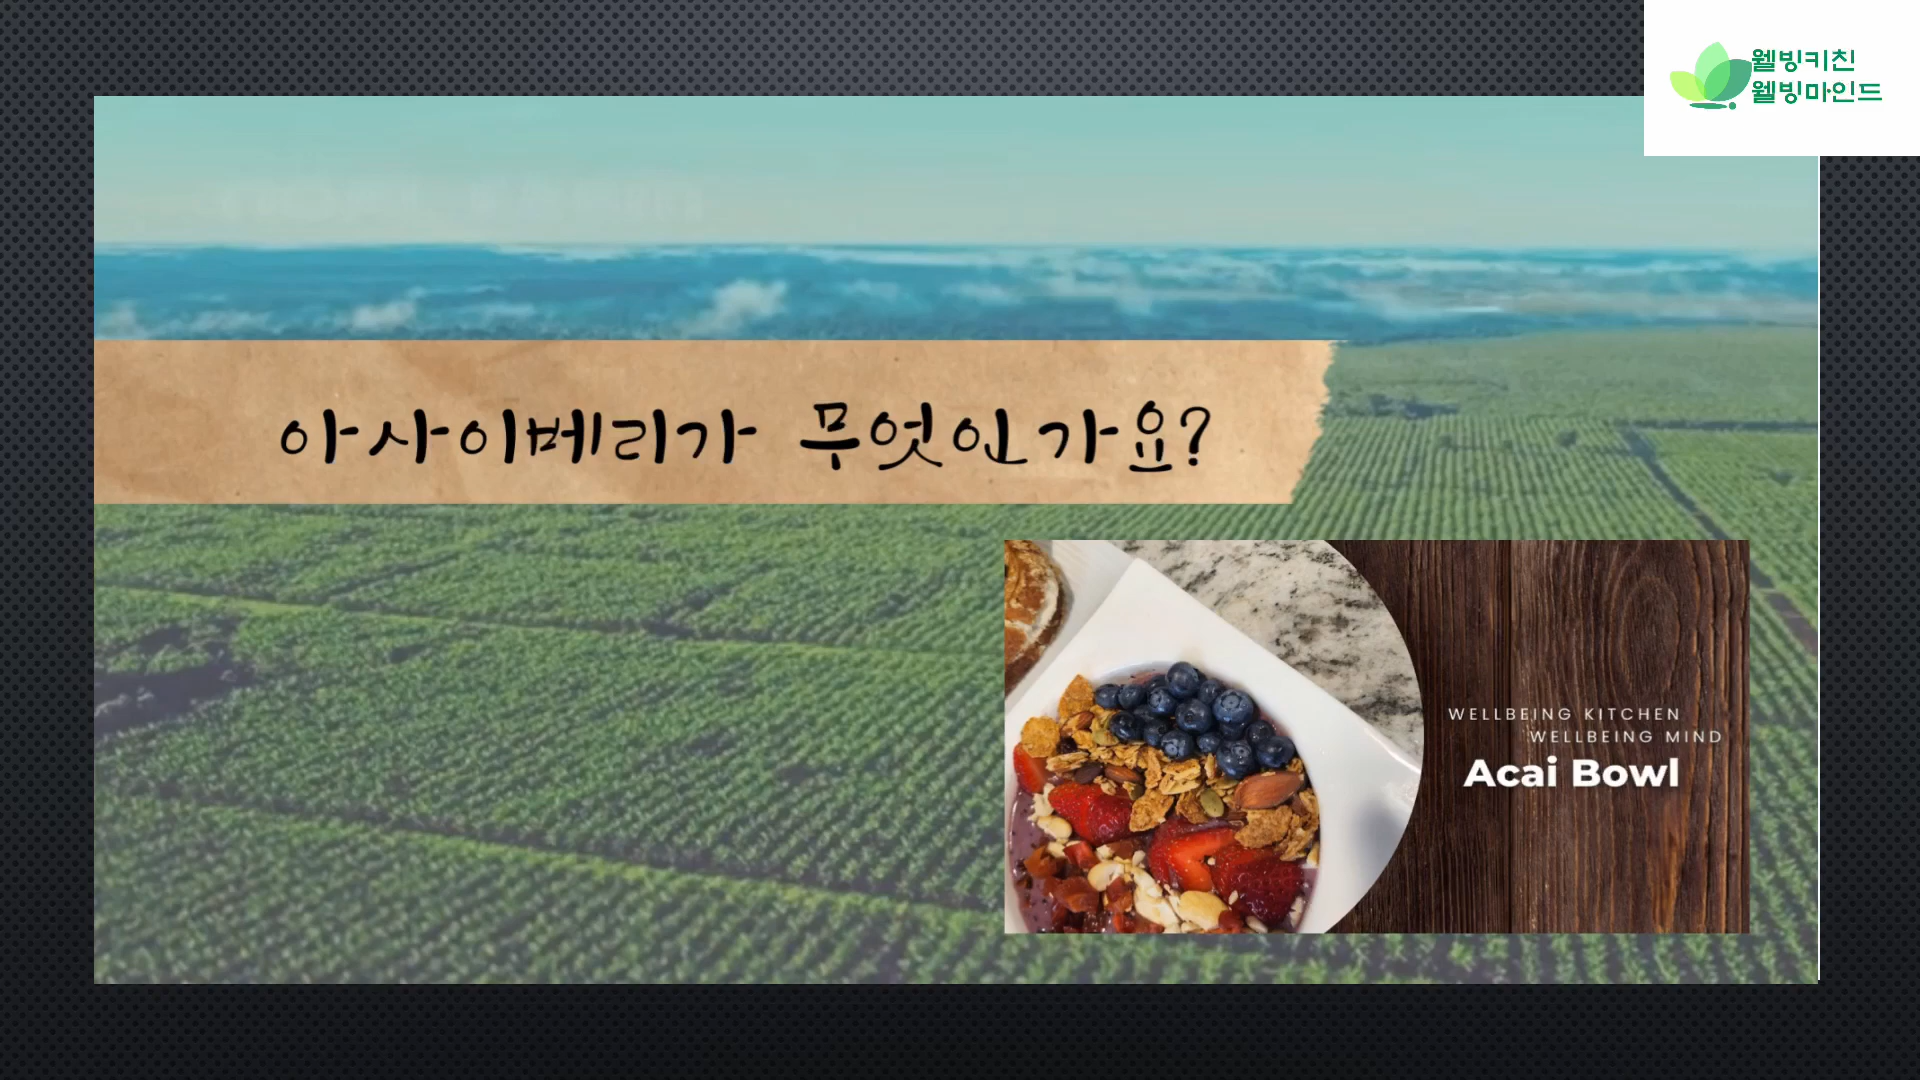 웰빙키친
웰빙마인드
아사이베리가 무엇인가요?
WELLBEING KITCHEN
WELLBEING MIND
Acai Bowl